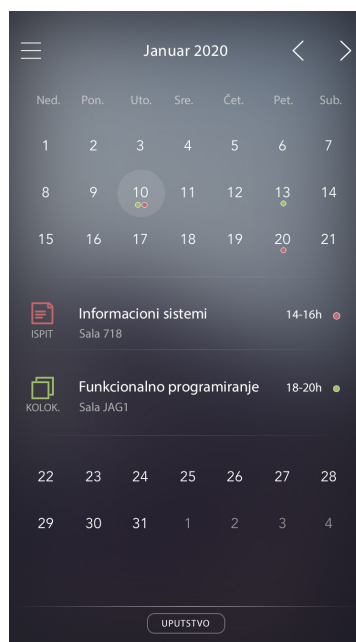 Januar 2020
Ned. Pon. Uto. Sre. Čet. Pet. Sub.
1 2 3 4 5 6 7
8 9 10 11 12 13 14
15 16 17 18 19 20 21
Informacioni sistemi 14-16h
ISPIT Sala 718
Funkcionalno programiranje 18-20h
KOLOK. Sala JAG1
22 23 24 25 26 27 28
29 30 31 1 2 3 4
UPUTSTVO